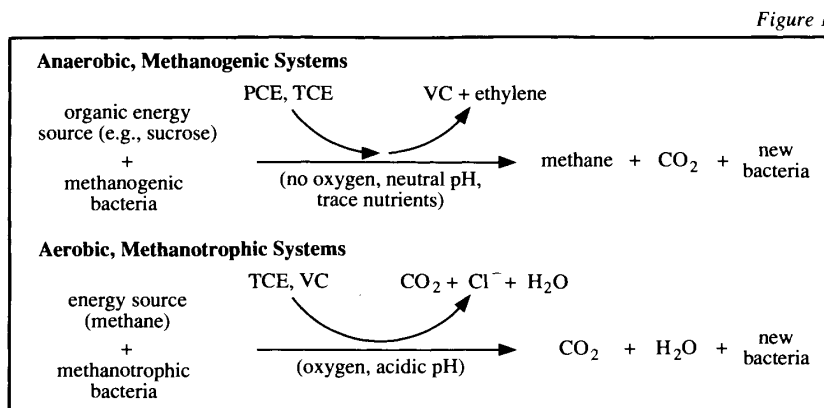 Figure 1
Anaerobic, Methanogenic Systems
PCE, TCE
VC + ethylene
organic energy
source (e.g., sucrose)
+
methanogenic
bacteria
(no oxygen, neutral pH,
trace nutrients)
methane + CO₂ + new
bacteria
Aerobic, Methanotrophic Systems
TCE, VC
CO₂ + Cl⁻ + H₂O
energy source
(methane)
+
methanotrophic
bacteria
(oxygen, acidic pH)
CO₂ + H₂O + new
bacteria